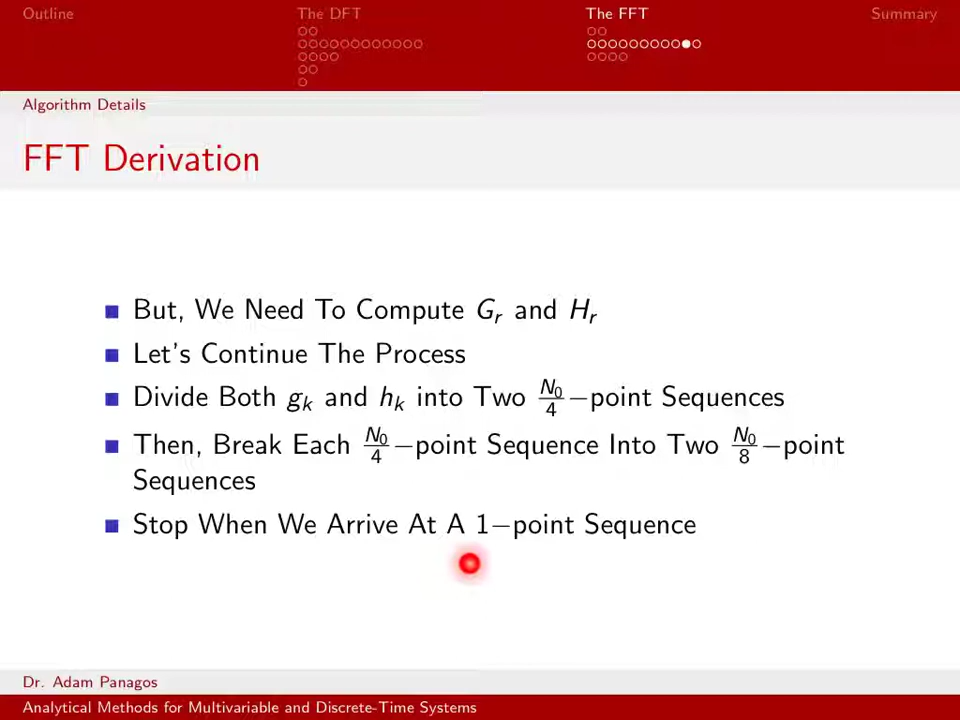 Outline The DFT The FFT Summary
Algorithm Details
FFT Derivation
But, We Need To Compute G_r and H_r
Let's Continue The Process
Divide Both g_k and h_k into Two N_0/4−point Sequences
Then, Break Each N_0/4−point Sequence Into Two N_0/8−point
Sequences
Stop When We Arrive At A 1−point Sequence
Dr. Adam Panagos
Analytical Methods for Multivariable and Discrete-Time Systems